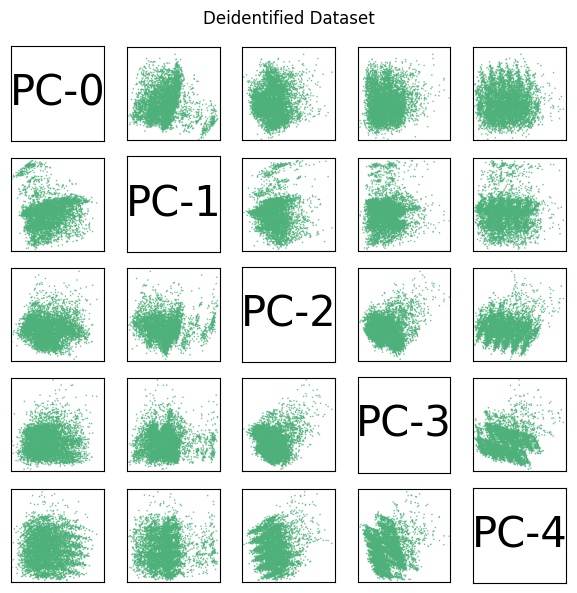 Deidentified Dataset
PC-0
PC-1
PC-2
PC-3
PC-4